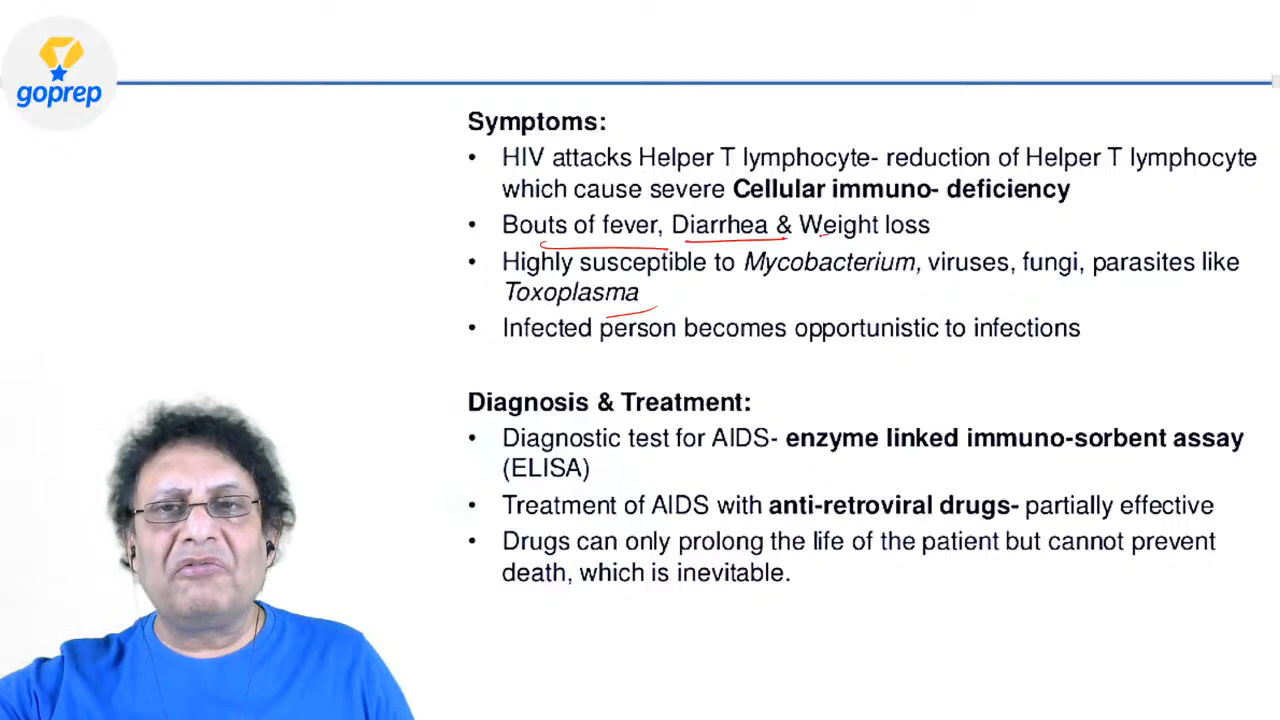 goprep
Symptoms:
• HIV attacks Helper T lymphocyte- reduction of Helper T lymphocyte
which cause severe Cellular immuno- deficiency
• Bouts of fever, Diarrhea & Weight loss
• Highly susceptible to Mycobacterium, viruses, fungi, parasites like
Toxoplasma
• Infected person becomes opportunistic to infections
Diagnosis & Treatment:
• Diagnostic test for AIDS- enzyme linked immuno-sorbent assay
(ELISA)
• Treatment of AIDS with anti-retroviral drugs- partially effective
• Drugs can only prolong the life of the patient but cannot prevent
death, which is inevitable.